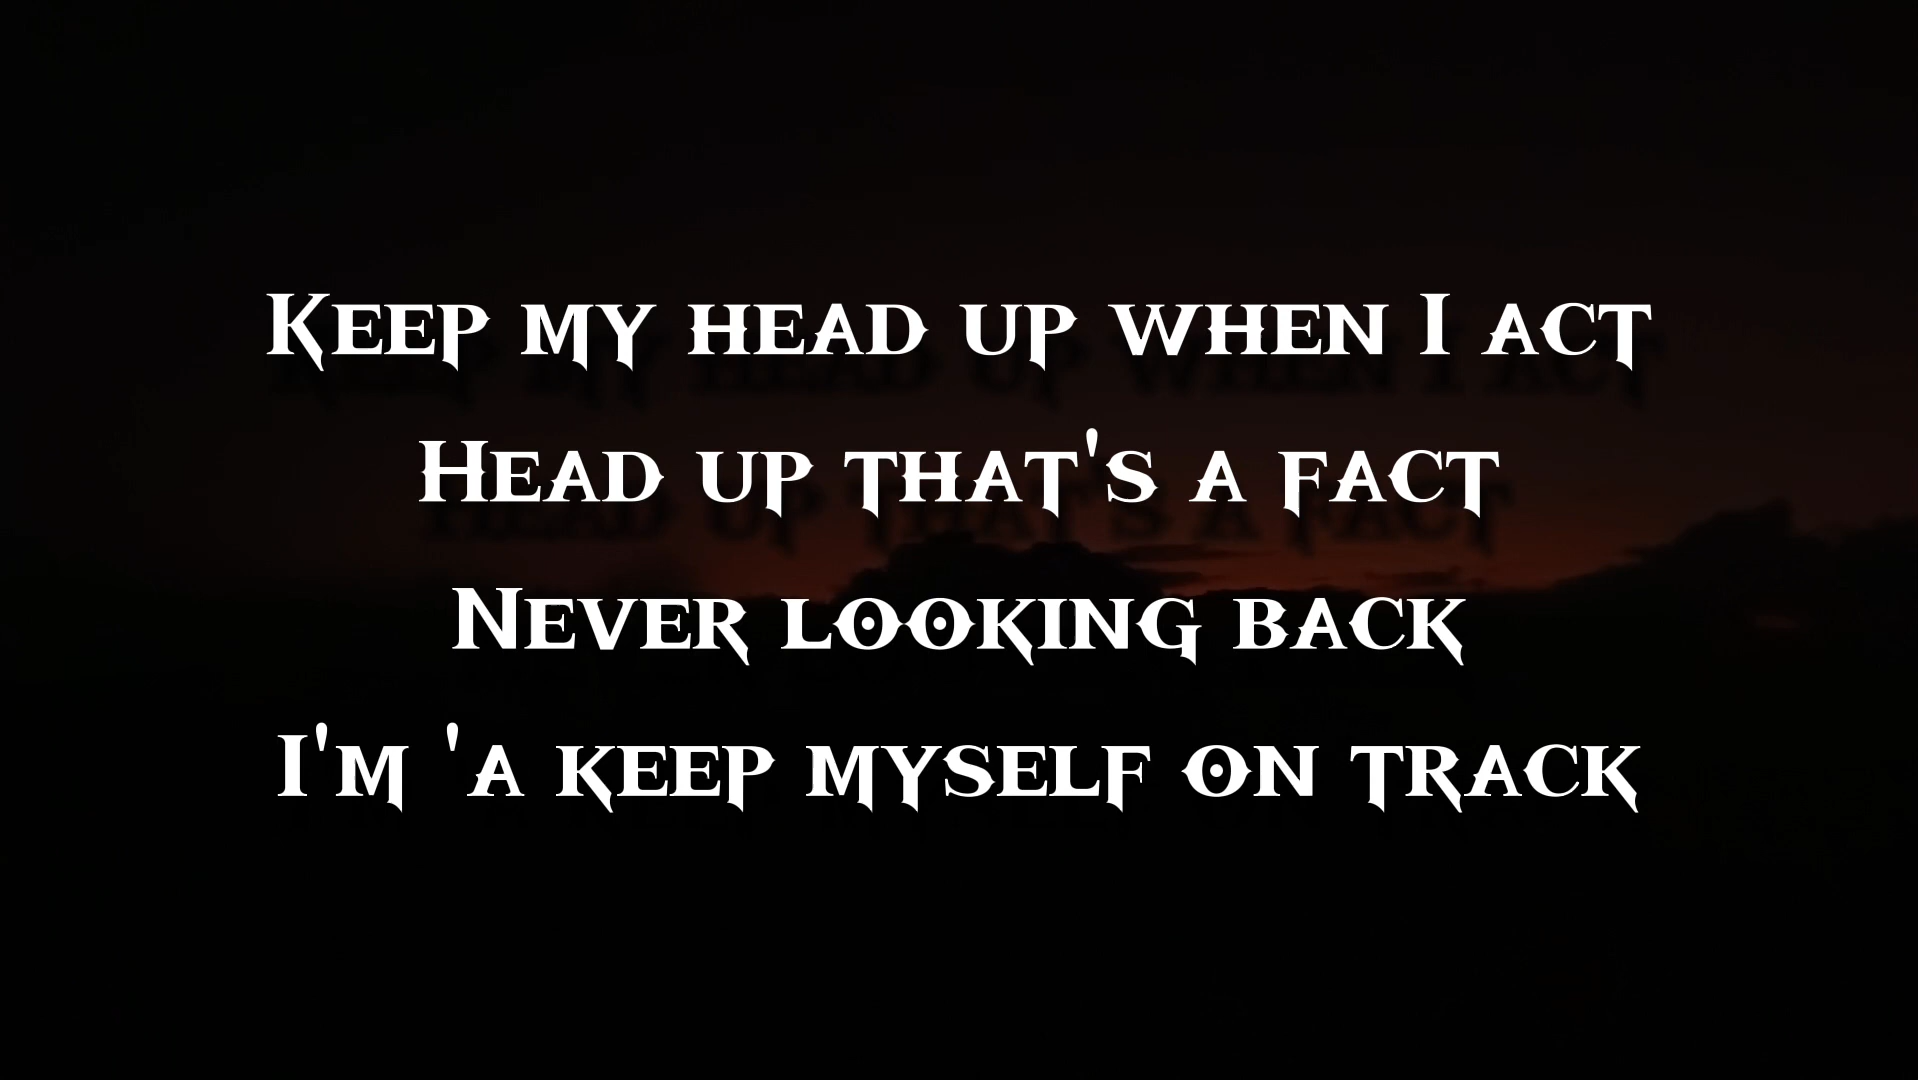 Keep my head up when I act
Head up that's a fact
Never looking back
I'm 'a keep myself on track